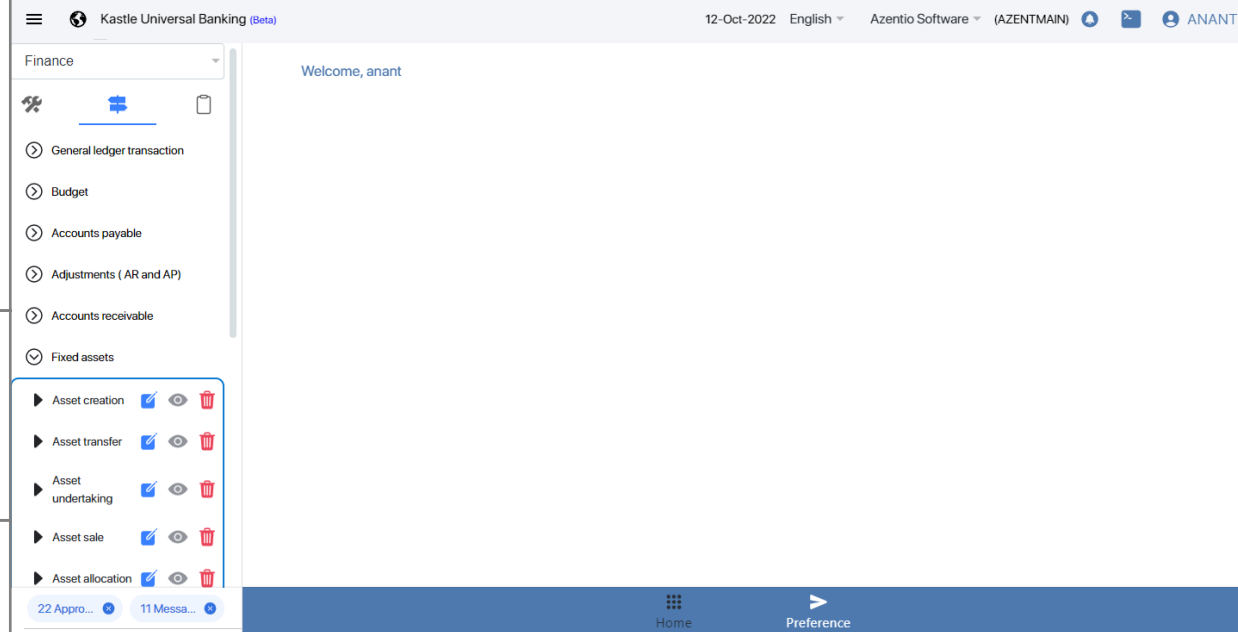 Kastle Universal Banking (Beta)
12-Oct-2022 English Azentio Software (AZENTMAIN) ANANT
Finance
Welcome, anant
General ledger transaction
Budget
Accounts payable
Adjustments ( AR and AP)
Accounts receivable
Fixed assets
Asset creation
Asset transfer
Asset
undertaking
Asset sale
Asset allocation
22 Appro... 11 Messa...
Home Preference